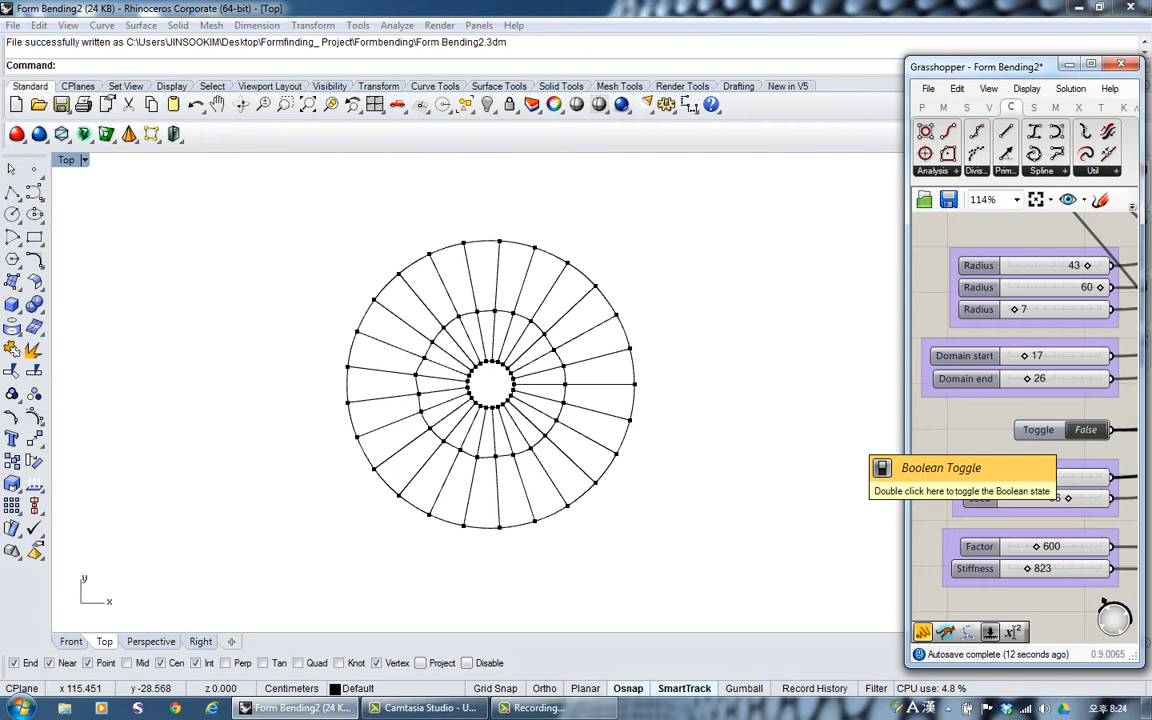 Form Bending2 (24 KB) - Rhinoceros Corporate (64-bit) - [Top]
File Edit View Curve Surface Solid Mesh Dimension Transform Tools Analyze Render Panels Help
File successfully written as C:\Users\JINSOOKIM\Desktop\Formfinding_ Project\Formbending\Form Bending2.3dm
Command:
Standard CPlanes Set View Display Select Viewport Layout Visibility Transform Curve Tools Surface Tools Solid Tools Mesh Tools Render Tools Drafting New in V5
Top
Grasshopper - Form Bending2*
File Edit View Display Solution Help
P M S V C S M X T K
Analysis Divis... Prim... Spline Util
114%
Radius 43
Radius 60
Radius 7
Domain start 17
Domain end 26
Toggle False
Boolean Toggle
Double click here to toggle the Boolean state
Factor 600
Stiffness 823
Autosave complete (12 seconds ago) 0.9.0065
y
x
Front Top Perspective Right
End Near Point Mid Cen Int Perp Tan Quad Knot Vertex Project Disable
CPlane x 115.451 y -28.568 z 0.000 Centimeters Default Grid Snap Ortho Planar Osnap SmartTrack Gumball Record History Filter CPU use: 4.8 %
Form Bending2 (24 K... Camtasia Studio - U... Recording... A 漢 오후 8:24